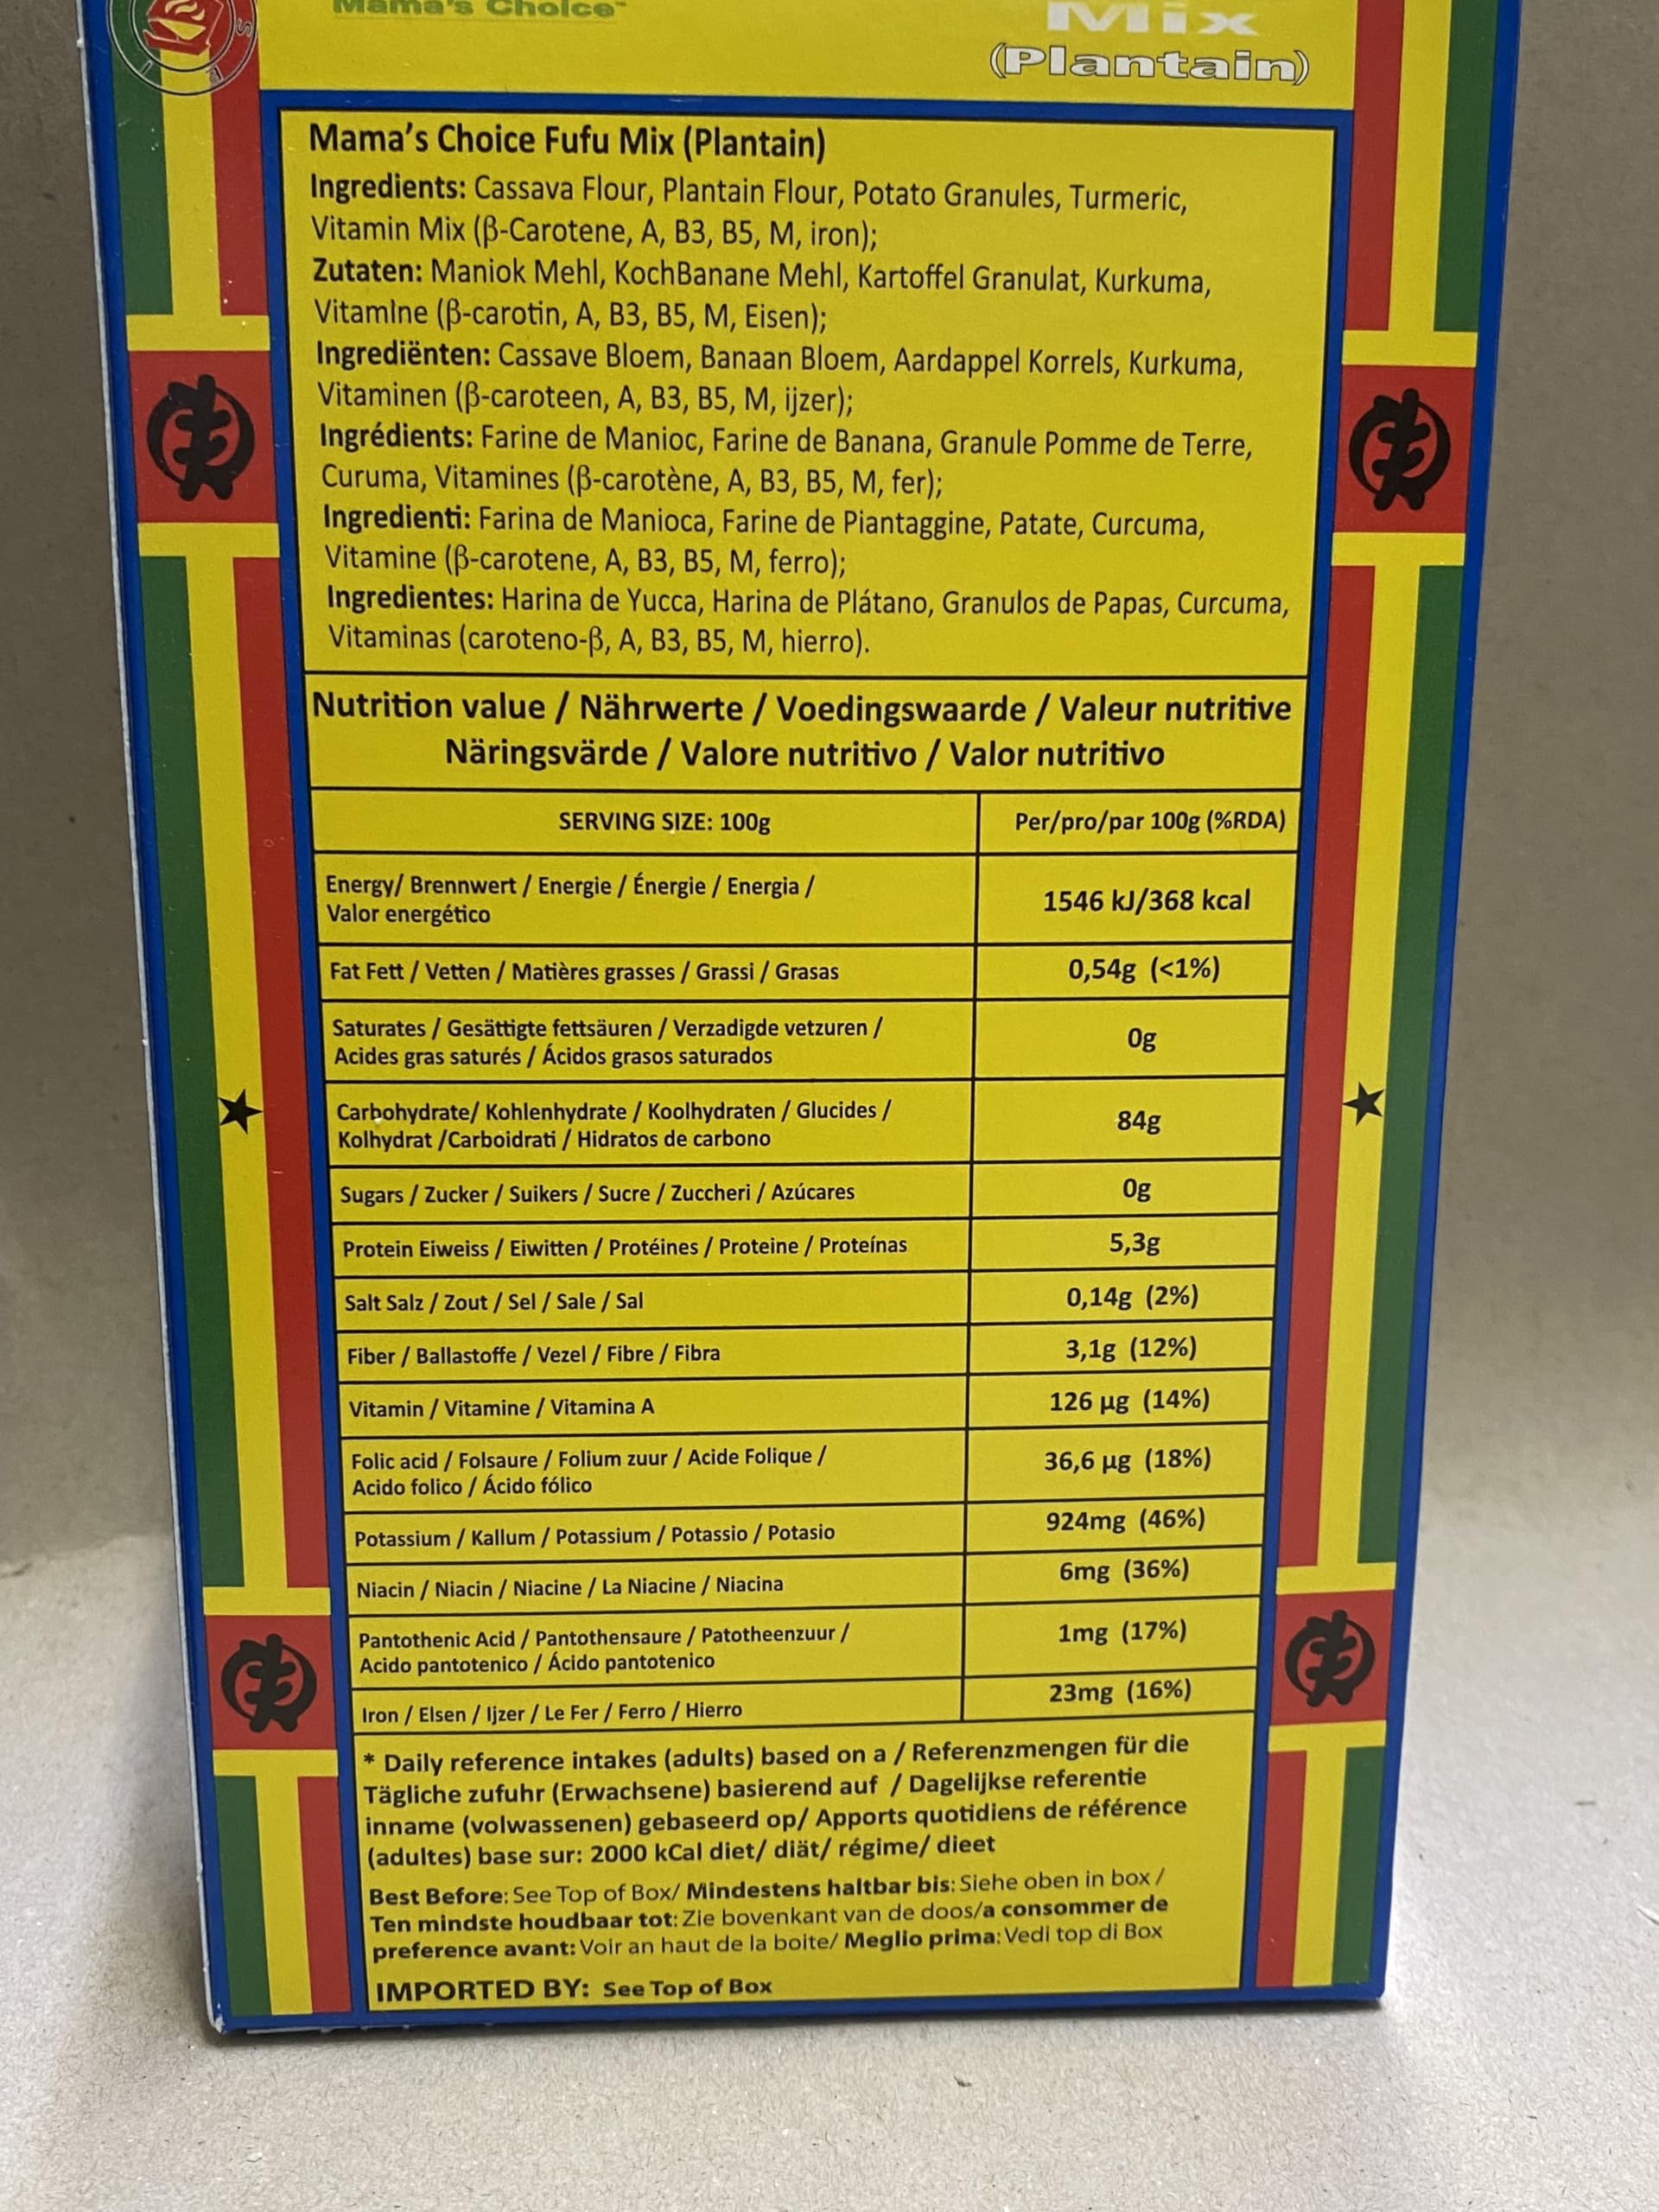 Mama's Choice
Mix
(Plantain)
Mama's Choice Fufu Mix (Plantain)
Ingredients: Cassava Flour, Plantain Flour, Potato Granules, Turmeric,
Vitamin Mix (β-Carotene, A, B3, B5, M, iron);
Zutaten: Maniok Mehl, KochBanane Mehl, Kartoffel Granulat, Kurkuma,
VitamIne (β-carotin, A, B3, B5, M, Eisen);
Ingrediënten: Cassave Bloem, Banaan Bloem, Aardappel Korrels, Kurkuma,
Vitaminen (β-caroteen, A, B3, B5, M, ijzer);
Ingrédients: Farine de Manioc, Farine de Banana, Granule Pomme de Terre,
Curuma, Vitamines (β-carotène, A, B3, B5, M, fer);
Ingredienti: Farina de Manioca, Farine de Piantaggine, Patate, Curcuma,
Vitamine (β-carotene, A, B3, B5, M, ferro);
Ingredientes: Harina de Yucca, Harina de Plátano, Granulos de Papas, Curcuma,
Vitaminas (caroteno-β, A, B3, B5, M, hierro).
Nutrition value / Nährwerte / Voedingswaarde / Valeur nutritive
Näringsvärde / Valore nutritivo / Valor nutritivo
SERVING SIZE: 100g Per/pro/par 100g (%RDA)
Energy/ Brennwert / Energie / Énergie / Energia /
Valor energético
1546 kJ/368 kcal
Fat Fett / Vetten / Matières grasses / Grassi / Grasas 0,54g (<1%)
Saturates / Gesättigte fettsäuren / Verzadigde vetzuren /
Acides gras saturés / Ácidos grasos saturados
0g
Carbohydrate/ Kohlenhydrate / Koolhydraten / Glucides /
Kolhydrat /Carboidrati / Hidratos de carbono
84g
Sugars / Zucker / Suikers / Sucre / Zuccheri / Azúcares 0g
Protein Eiweiss / Eiwitten / Protéines / Proteine / Proteínas 5,3g
Salt Salz / Zout / Sel / Sale / Sal 0,14g (2%)
Fiber / Ballastoffe / Vezel / Fibre / Fibra 3,1g (12%)
Vitamin / Vitamine / Vitamina A 126 µg (14%)
Folic acid / Folsaure / Folium zuur / Acide Folique /
Acido folico / Ácido fólico
36,6 µg (18%)
Potassium / Kallum / Potassium / Potassio / Potasio 924mg (46%)
Niacin / Niacin / Niacine / La Niacine / Niacina 6mg (36%)
Pantothenic Acid / Pantothensaure / Patotheenzuur /
Acido pantotenico / Ácido pantotenico
1mg (17%)
Iron / Elsen / Ijzer / Le Fer / Ferro / Hierro 23mg (16%)
* Daily reference intakes (adults) based on a / Referenzmengen für die
Tägliche zufuhr (Erwachsene) basierend auf / Dagelijkse referentie
inname (volwassenen) gebaseerd op/ Apports quotidiens de référence
(adultes) base sur: 2000 kCal diet/ diät/ régime/ dieet
Best Before: See Top of Box/ Mindestens haltbar bis: Siehe oben in box /
Ten mindste houdbaar tot: Zie bovenkant van de doos/a consommer de
preference avant: Voir an haut de la boite/ Meglio prima: Vedi top di Box
IMPORTED BY: See Top of Box